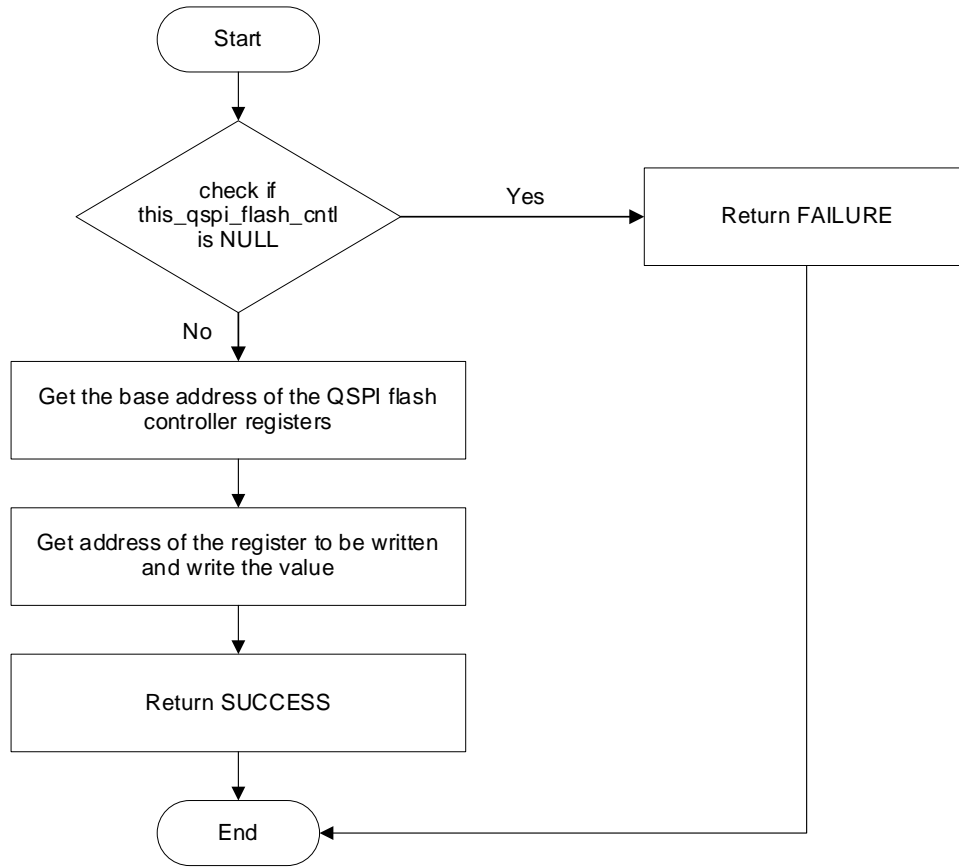 Start
check if
this_qspi_flash_cntl
is NULL
Yes
Return FAILURE
No
Get the base address of the QSPI flash
controller registers
Get address of the register to be written
and write the value
Return SUCCESS
End